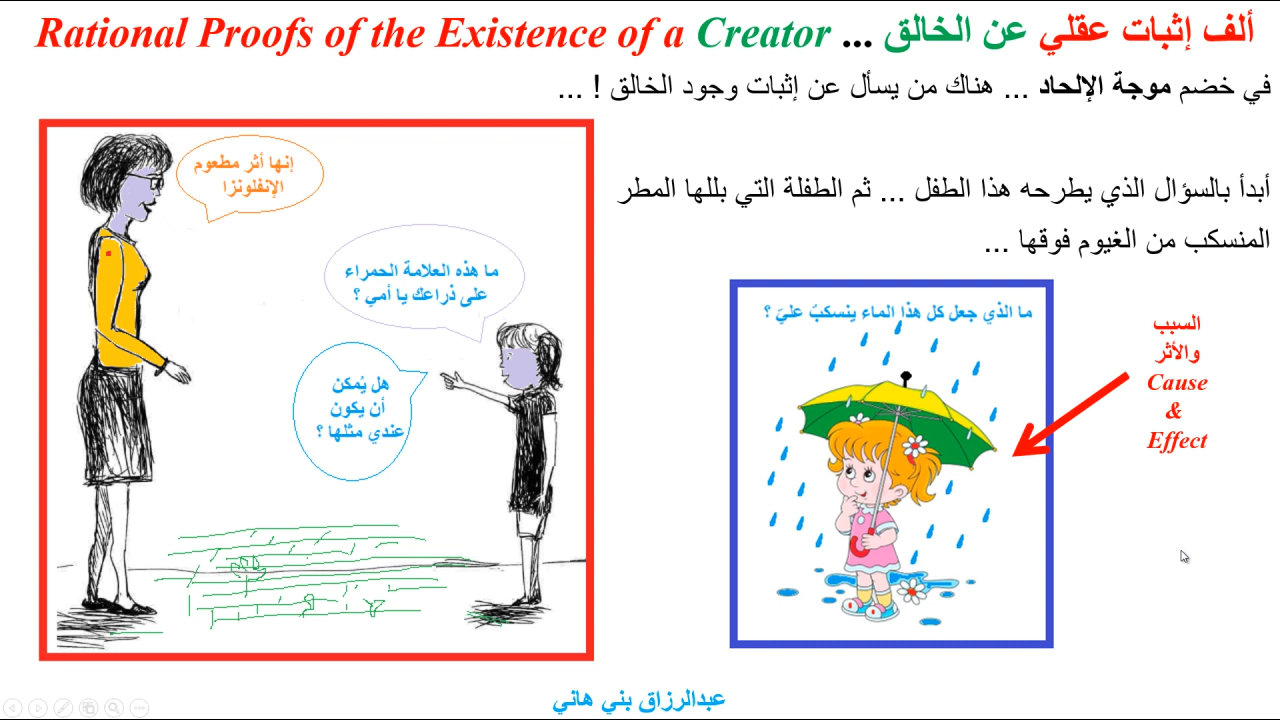 ألف إثبات عقلي عن الخالق ... Rational Proofs of the Existence of a Creator
في خضم موجة الإلحاد ... هناك من يسأل عن إثبات وجود الخالق ! ...
أبدأ بالسؤال الذي يطرحه هذا الطفل ... ثم الطفلة التي بللها المطر
المنسكب من الغيوم فوقها ...
إنها أثر مطعوم
الإنفلونزا
ما هذه العلامة الحمراء
على ذراعك يا أمي ؟
هل يُمكن
أن يكون
عندي مثلها ؟
ما الذي جعل كل هذا الماء ينسكبّ عليّ ؟
السبب
والأثر
Cause
&
Effect
عبدالرزاق بني هاني